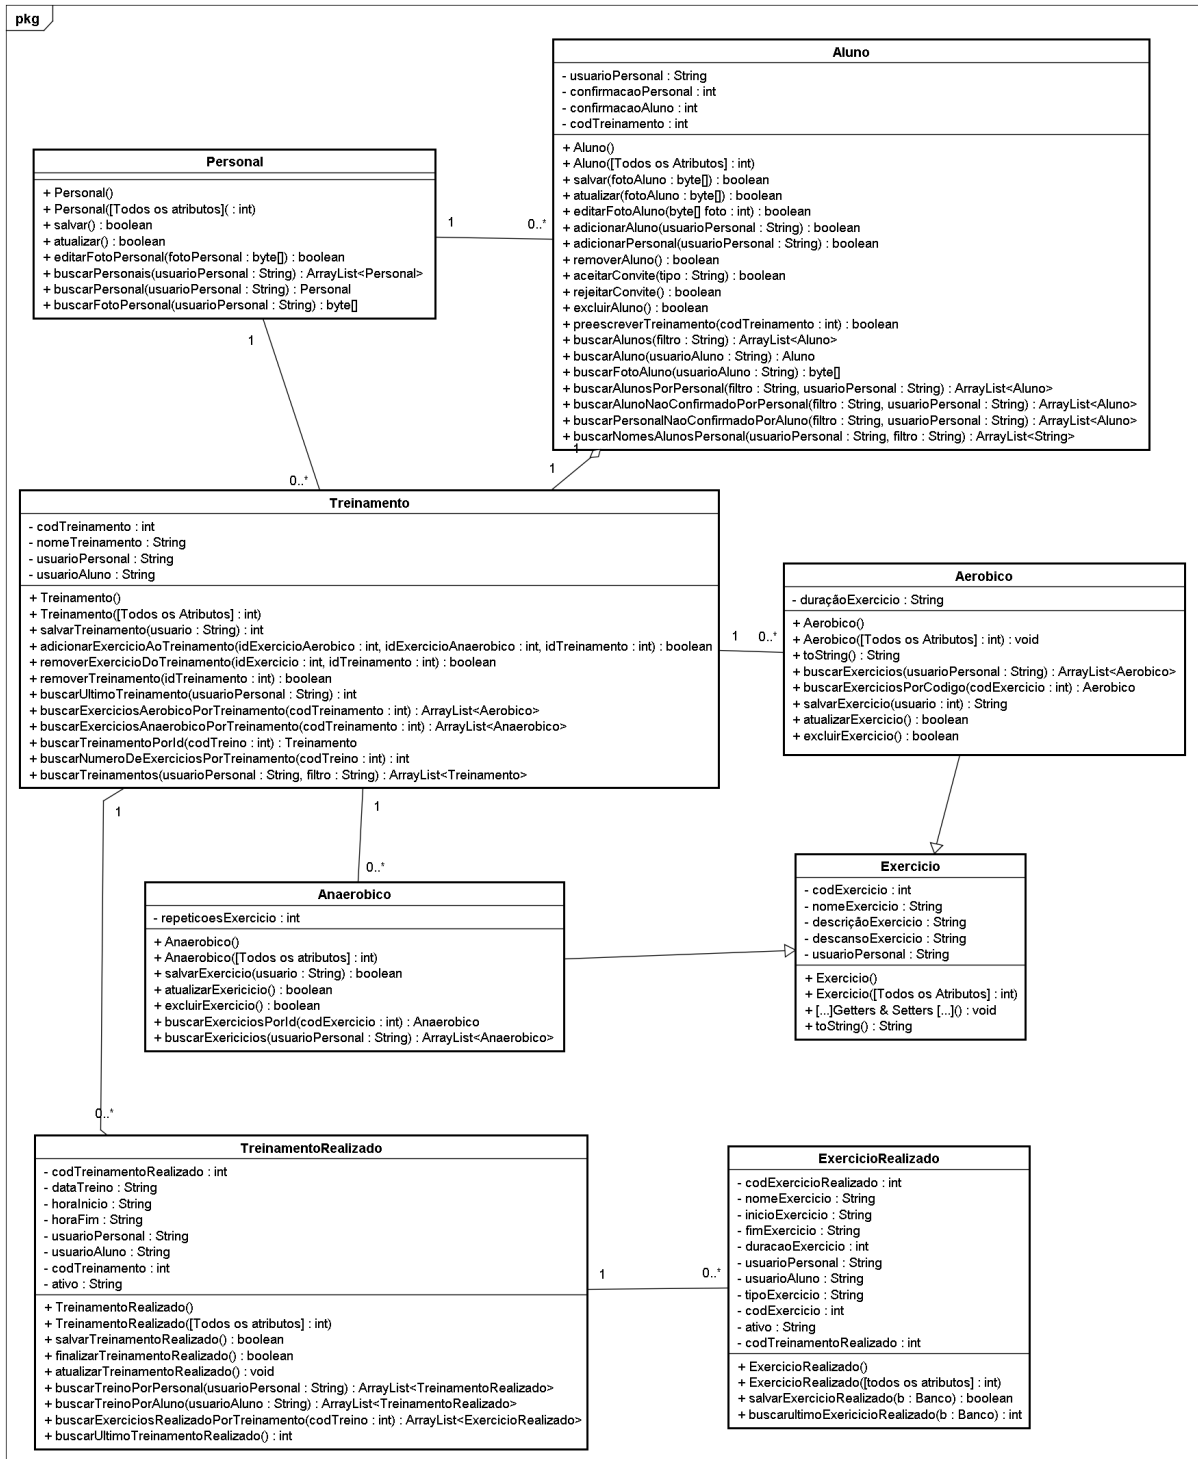 pkg
Aluno
- usuarioPersonal : String
- confirmacaoPersonal : int
- confirmacaoAluno : int
- codTreinamento : int
+ Aluno()
+ Aluno([Todos os Atributos] : int)
+ salvar(fotoAluno : byte[]) : boolean
+ atualizar(fotoAluno : byte[]) : boolean
+ editarFotoAluno(byte[] foto : int) : boolean
+ adicionarAluno(usuarioPersonal : String) : boolean
+ adicionarPersonal(usuarioPersonal : String) : boolean
+ removerAluno() : boolean
+ aceitarConvite(tipo : String) : boolean
+ rejeitarConvite() : boolean
+ excluirAluno() : boolean
+ preescreverTreinamento(codTreinamento : int) : boolean
+ buscarAlunos(filtro : String) : ArrayList<Aluno>
+ buscarAluno(usuarioAluno : String) : Aluno
+ buscarFotoAluno(usuarioAluno : String) : byte[]
+ buscarAlunosPorPersonal(filtro : String, usuarioPersonal : String) : ArrayList<Aluno>
+ buscarAlunoNaoConfirmadoPorPersonal(filtro : String, usuarioPersonal : String) : ArrayList<Aluno>
+ buscarPersonalNaoConfirmadoPorAluno(filtro : String, usuarioPersonal : String) : ArrayList<Aluno>
+ buscarNomesAlunosPersonal(usuarioPersonal : String, filtro : String) : ArrayList<String>
Personal
+ Personal()
+ Personal([Todos os atributos]( : int)
+ salvar() : boolean
+ atualizar() : boolean
+ editarFotoPersonal(fotoPersonal : byte[]) : boolean
+ buscarPersonais(usuarioPersonal : String) : ArrayList<Personal>
+ buscarPersonal(usuarioPersonal : String) : Personal
+ buscarFotoPersonal(usuarioPersonal : String) : byte[]
1
0..*
1
0..*
1
1
Treinamento
- codTreinamento : int
- nomeTreinamento : String
- usuarioPersonal : String
- usuarioAluno : String
+ Treinamento()
+ Treinamento([Todos os Atributos] : int)
+ salvarTreinamento(usuario : String) : int
+ adicionarExercicioAoTreinamento(idExercicioAerobico : int, idExercicioAnaerobico : int, idTreinamento : int) : boolean
+ removerExercicioDoTreinamento(idExercicio : int, idTreinamento : int) : boolean
+ removerTreinamento(idTreinamento : int) : boolean
+ buscarUltimoTreinamento(usuarioPersonal : String) : int
+ buscarExerciciosAerobicoPorTreinamento(codTreinamento : int) : ArrayList<Aerobico>
+ buscarExerciciosAnaerobicoPorTreinamento(codTreinamento : int) : ArrayList<Anaerobico>
+ buscarTreinamentoPorId(codTreino : int) : Treinamento
+ buscarNumeroDeExerciciosPorTreinamento(codTreino : int) : int
+ buscarTreinamentos(usuarioPersonal : String, filtro : String) : ArrayList<Treinamento>
1
0..*
Aerobico
- duraçãoExercicio : String
+ Aerobico()
+ Aerobico([Todos os Atributos] : int) : void
+ toString() : String
+ buscarExercicios(usuarioPersonal : String) : ArrayList<Aerobico>
+ buscarExerciciosPorCodigo(codExercicio : int) : Aerobico
+ salvarExercicio(usuario : int) : String
+ atualizarExercicio() : boolean
+ excluirExercicio() : boolean
1
1
0..*
Anaerobico
- repeticoesExercicio : int
+ Anaerobico()
+ Anaerobico([Todos os atributos] : int)
+ salvarExercicio(usuario : String) : boolean
+ atualizarExericicio() : boolean
+ excluirExercicio() : boolean
+ buscarExerciciosPorId(codExercicio : int) : Anaerobico
+ buscarExericicios(usuarioPersonal : String) : ArrayList<Anaerobico>
Exercicio
- codExercicio : int
- nomeExercicio : String
- descriçãoExercicio : String
- descansoExercicio : String
- usuarioPersonal : String
+ Exercicio()
+ Exercicio([Todos os Atributos] : int)
+ [...]Getters & Setters [...]() : void
+ toString() : String
0..*
TreinamentoRealizado
- codTreinamentoRealizado : int
- dataTreino : String
- horaInicio : String
- horaFim : String
- usuarioPersonal : String
- usuarioAluno : String
- codTreinamento : int
- ativo : String
+ TreinamentoRealizado()
+ TreinamentoRealizado([Todos os atributos] : int)
+ salvarTreinamentoRealizado() : boolean
+ finalizarTreinamentoRealizado() : boolean
+ atualizarTreinamentoRealizado() : void
+ buscarTreinoPorPersonal(usuarioPersonal : String) : ArrayList<TreinamentoRealizado>
+ buscarTreinoPorAluno(usuarioAluno : String) : ArrayList<TreinamentoRealizado>
+ buscarExerciciosRealizadoPorTreinamento(codTreino : int) : ArrayList<ExercicioRealizado>
+ buscarUltimoTreinamentoRealizado() : int
1
0..*
ExercicioRealizado
- codExercicioRealizado : int
- nomeExercicio : String
- inicioExercicio : String
- fimExercicio : String
- duracaoExercicio : int
- usuarioPersonal : String
- usuarioAluno : String
- tipoExercicio : String
- codExercicio : int
- ativo : String
- codTreinamentoRealizado : int
+ ExercicioRealizado()
+ ExercicioRealizado([todos os atributos] : int)
+ salvarExercicioRealizado(b : Banco) : boolean
+ buscarultimoExericicioRealizado(b : Banco) : int